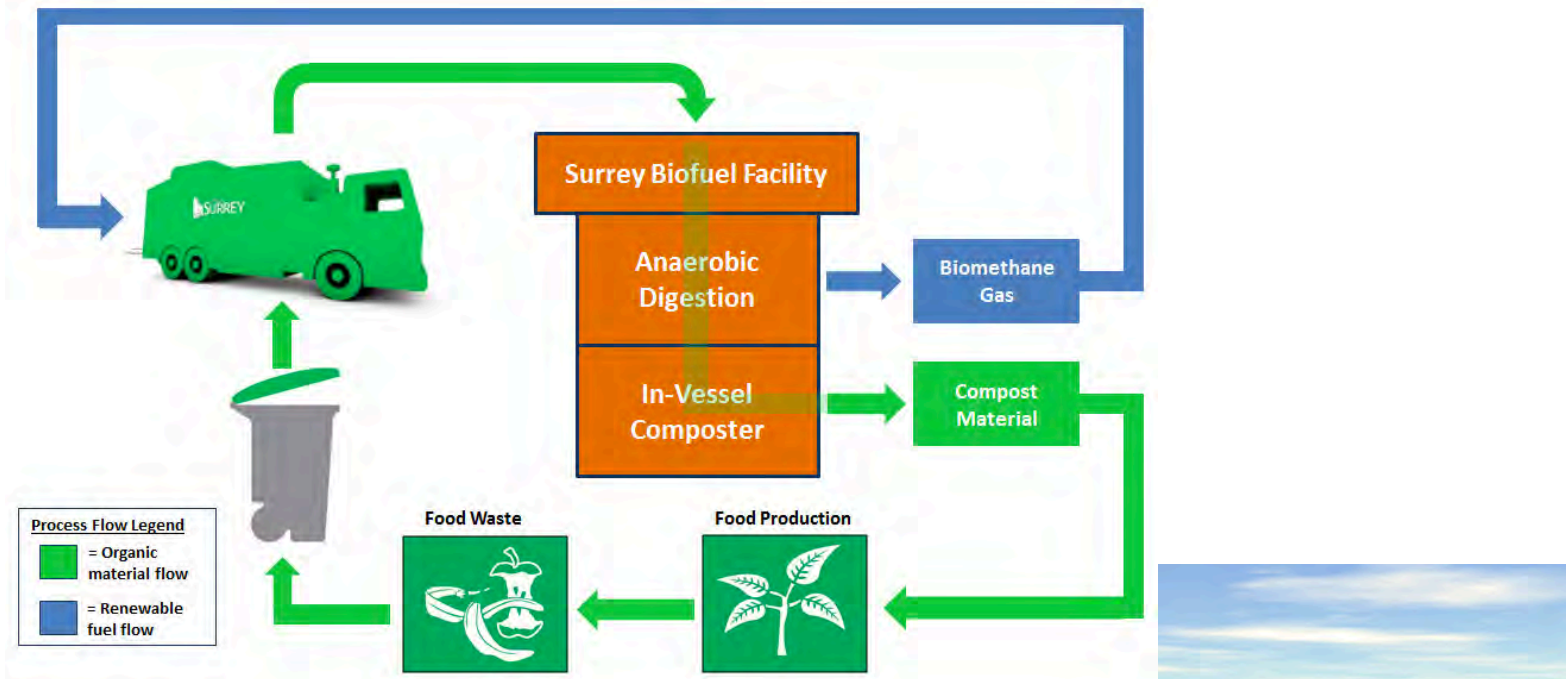 SURREY
Surrey Biofuel Facility
Anaerobic
Digestion
Biomethane
Gas
In-Vessel
Composter
Compost
Material
Process Flow Legend
= Organic
material flow
= Renewable
fuel flow
Food Waste
Food Production